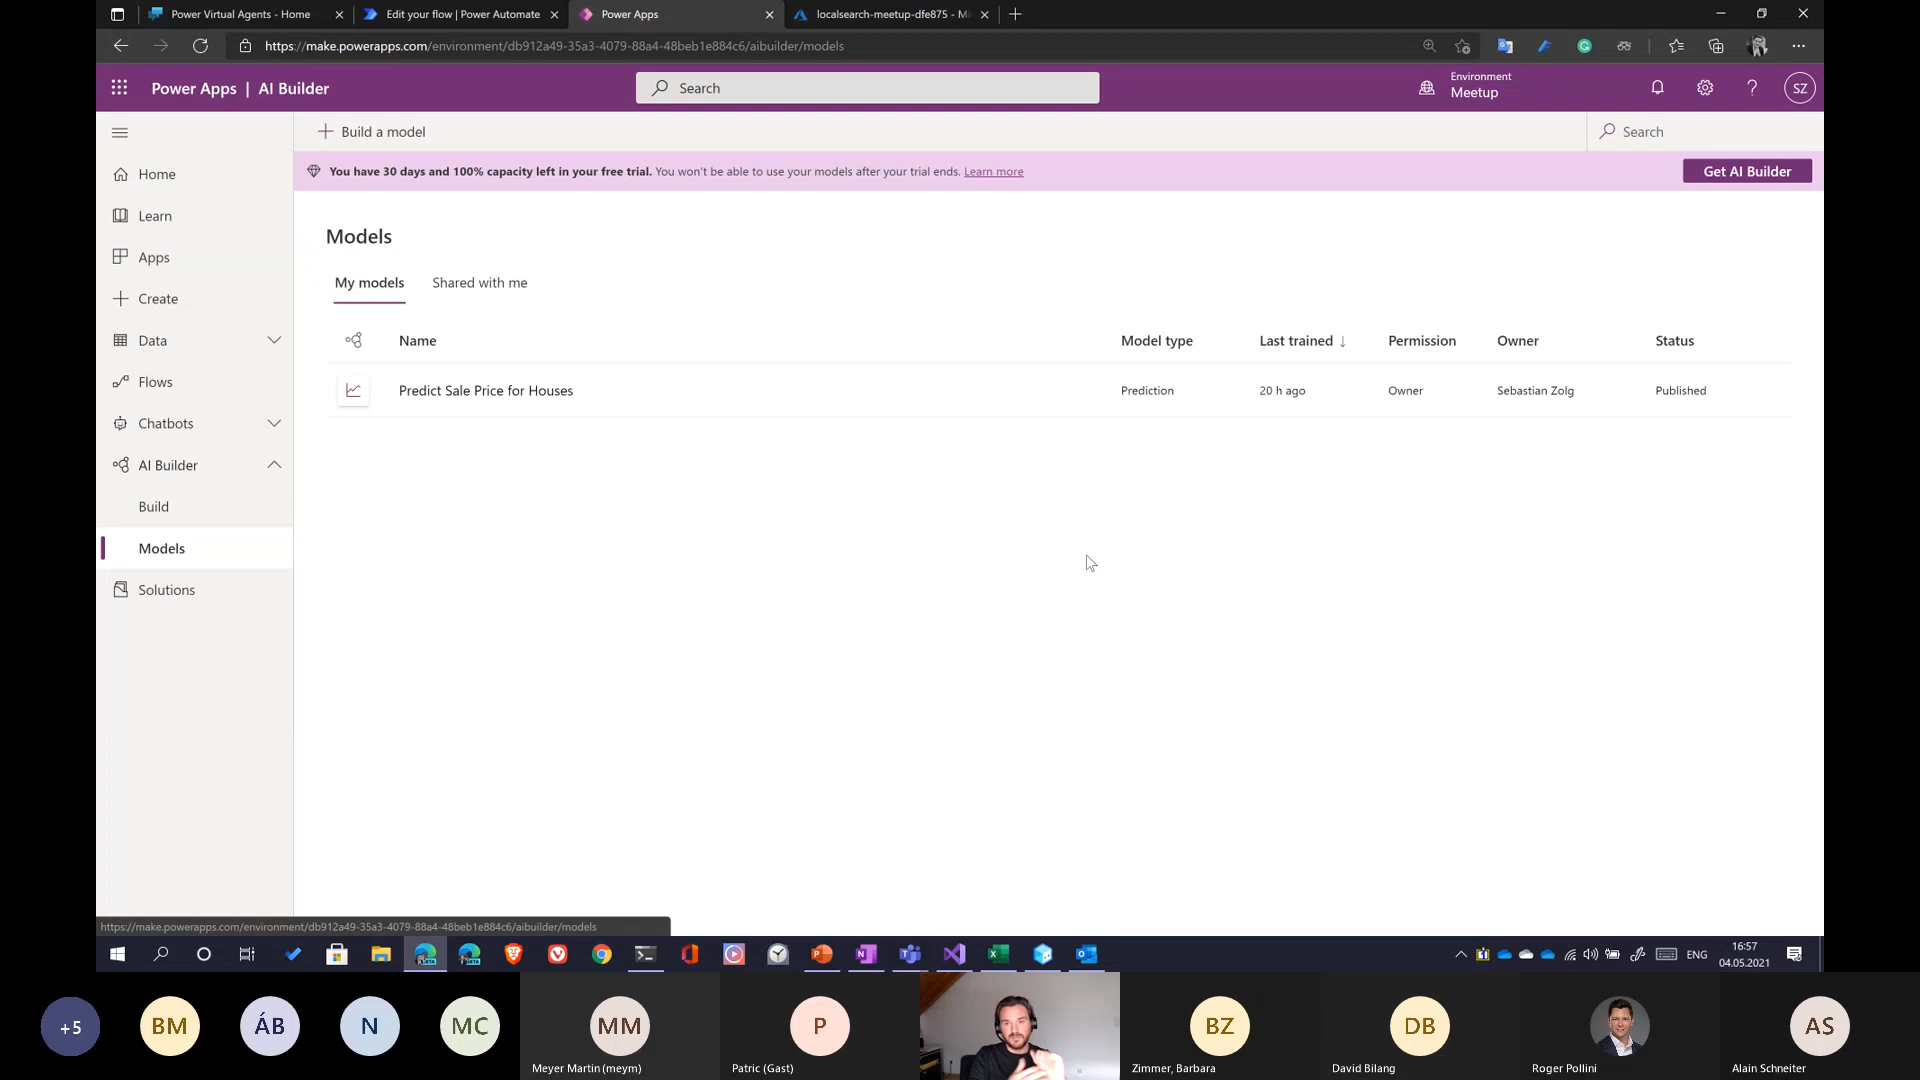 Power Virtual Agents - Home
Edit your flow | Power Automate
Power Apps
localsearch-meetup-dfe875 - Mi
https://make.powerapps.com/environment/db912a49-35a3-4079-88a4-48beb1e884c6/aibuilder/models
Power Apps | AI Builder
Search
Environment
Meetup
SZ
Build a model
Search
You have 30 days and 100% capacity left in your free trial. You won't be able to use your models after your trial ends. Learn more
Get AI Builder
Home
Learn
Apps
Create
Data
Flows
Chatbots
AI Builder
Build
Models
Solutions
Models
My models
Shared with me
Name
Model type
Last trained ↓
Permission
Owner
Status
Predict Sale Price for Houses
Prediction
20 h ago
Owner
Sebastian Zolg
Published
https://make.powerapps.com/environment/db912a49-35a3-4079-88a4-48beb1e884c6/aibuilder/models
ENG
16:57
04.05.2021
+5
BM
ÁB
N
MC
MM
Meyer Martin (meym)
P
Patric (Gast)
BZ
Zimmer, Barbara
DB
David Bilang
Roger Pollini
AS
Alain Schneiter